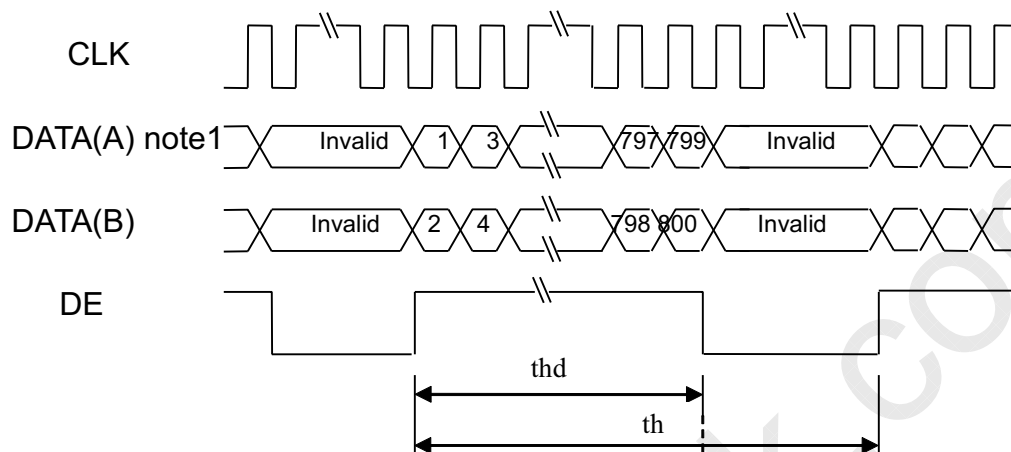 CLK
DATA(A) note1 Invalid 1 3 797 799 Invalid
DATA(B) Invalid 2 4 798 800 Invalid
DE
thd
th